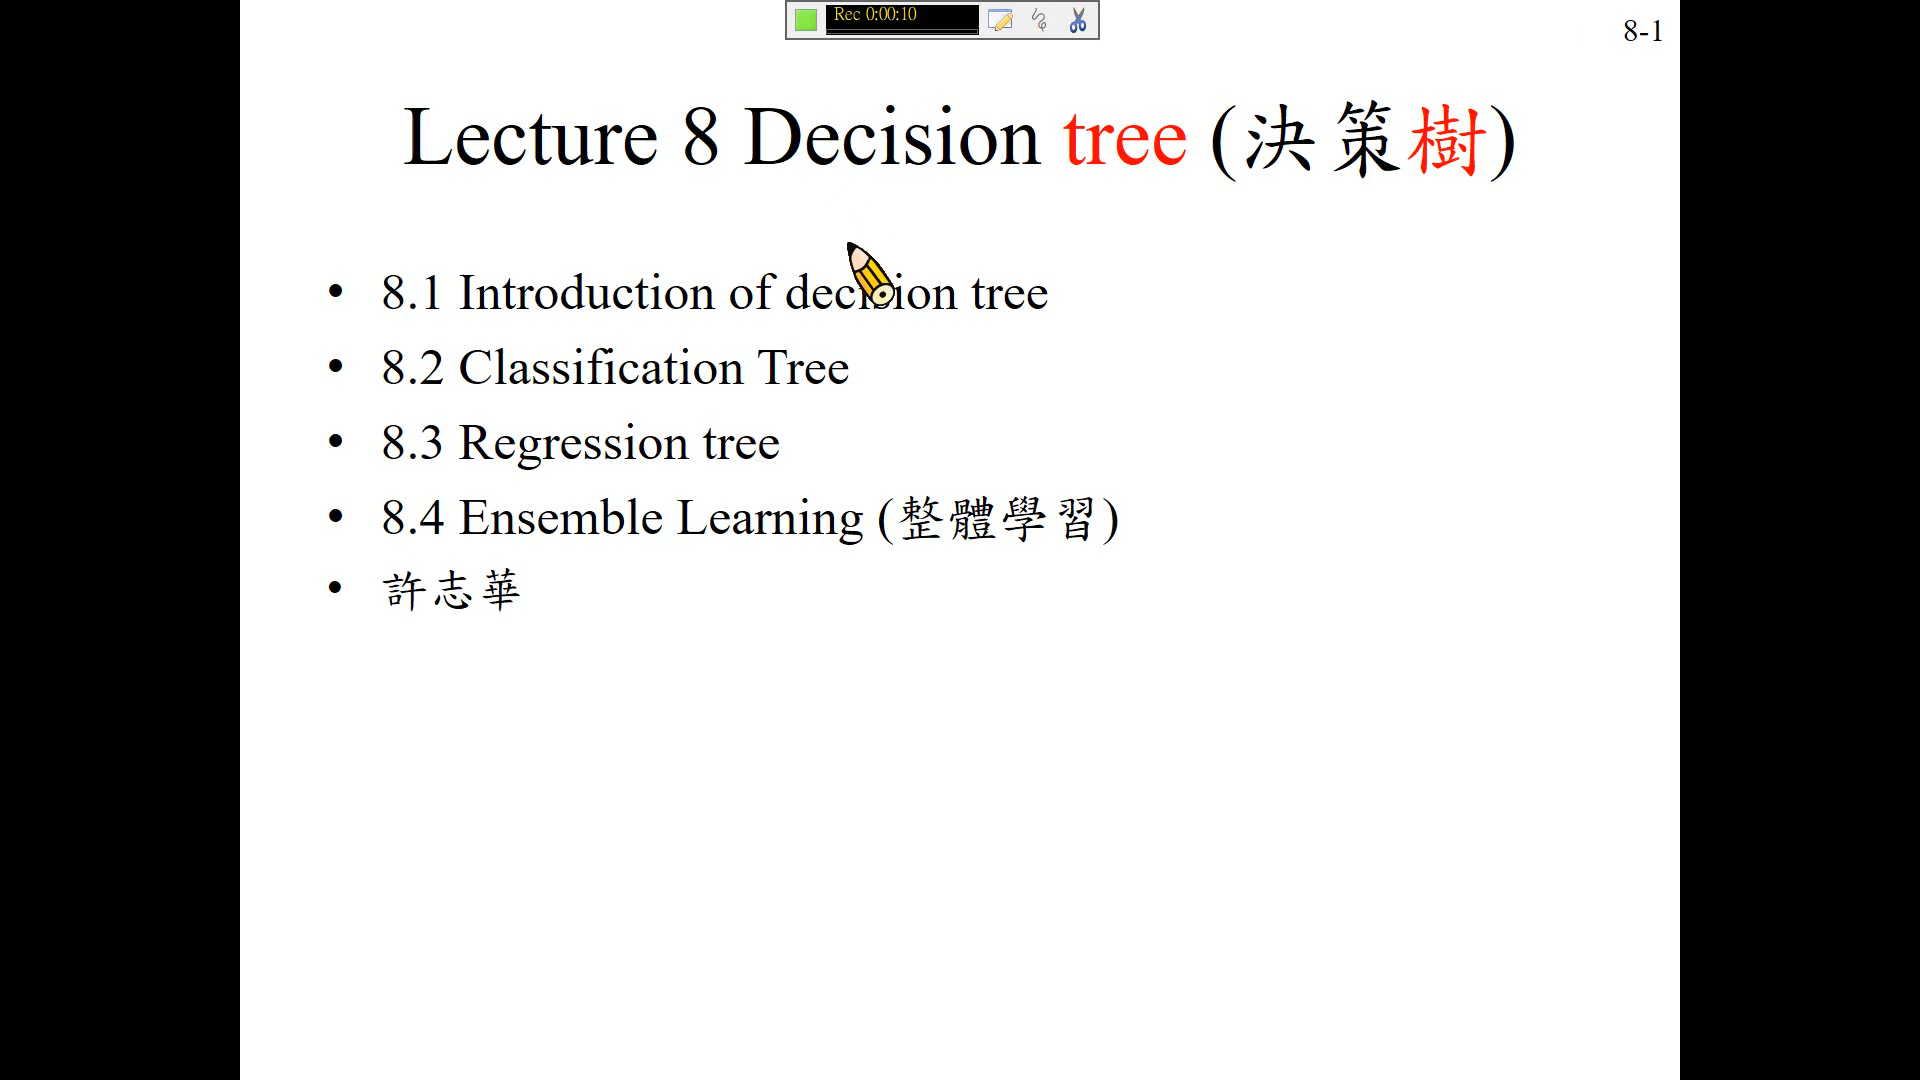 Rec 0:00:10
8-1
Lecture 8 Decision tree (決策樹)
• 8.1 Introduction of decision tree
• 8.2 Classification Tree
• 8.3 Regression tree
• 8.4 Ensemble Learning (整體學習)
• 許志華